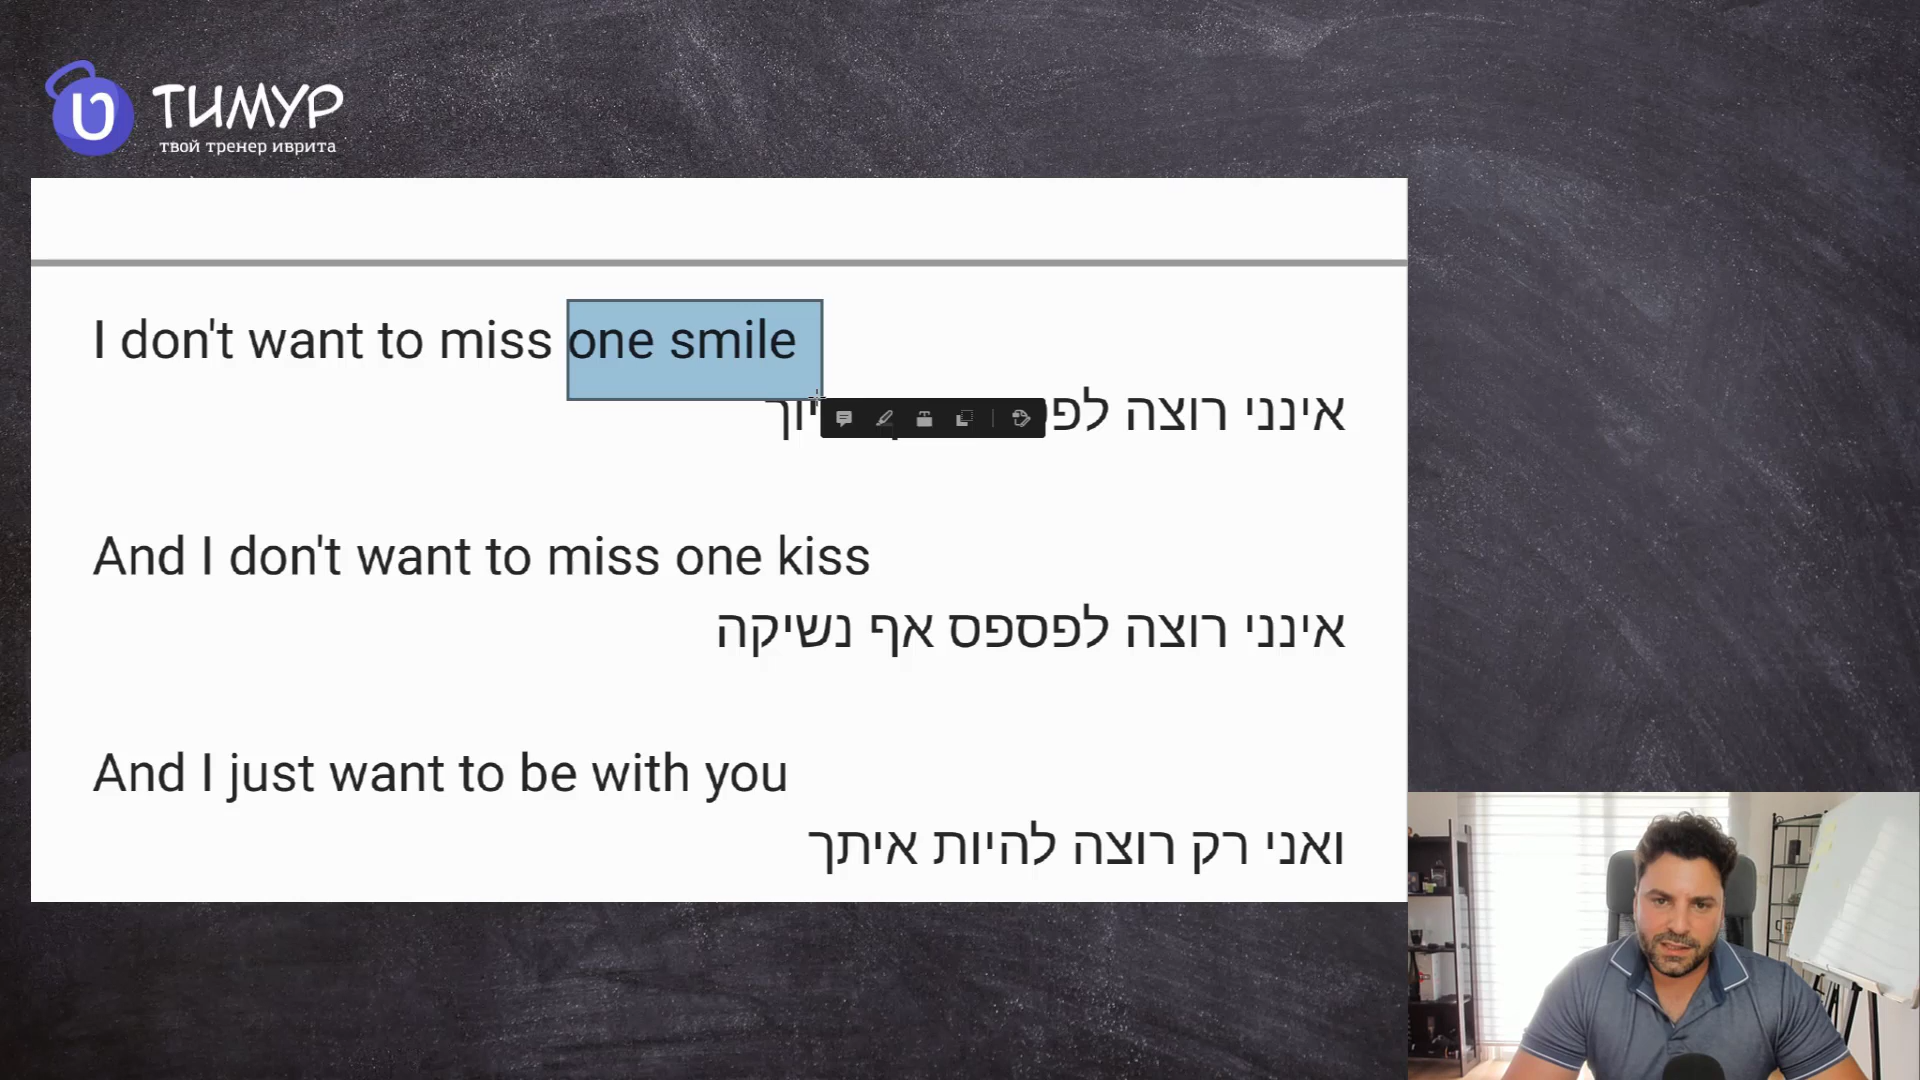 ТИМУР
твой тренер иврита
I don't want to miss one smile
אינני רוצה
And I don't want to miss one kiss
אינני רוצה לפספס אף נשיקה
And I just want to be with you
ואני רק רוצה להיות איתך